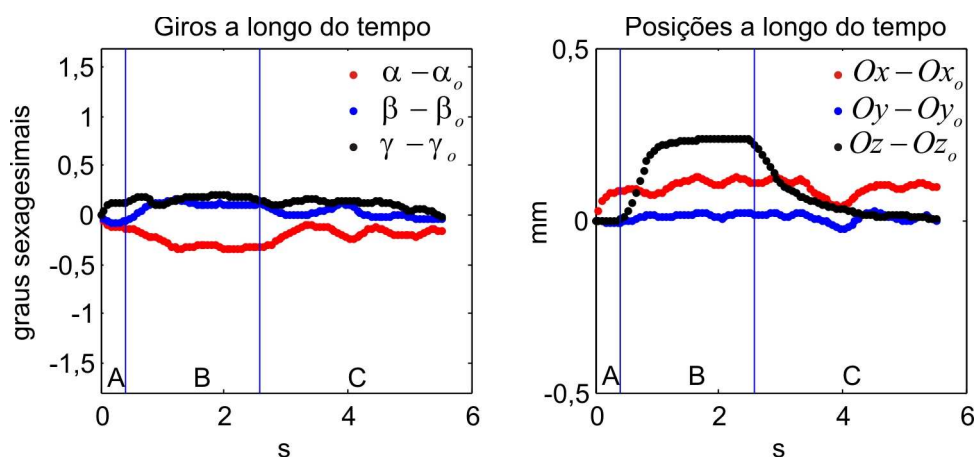 Giros a longo do tempo
1,5
1
0,5
0
-0,5
-1
-1,5
graus sexagesimais
α – αₒ
β – βₒ
γ – γₒ
A B C
0 2 4 6
s
Posições a longo do tempo
0,5
0
-0,5
mm
Ox – Oxₒ
Oy – Oyₒ
Oz – Ozₒ
A B C
0 2 4 6
s